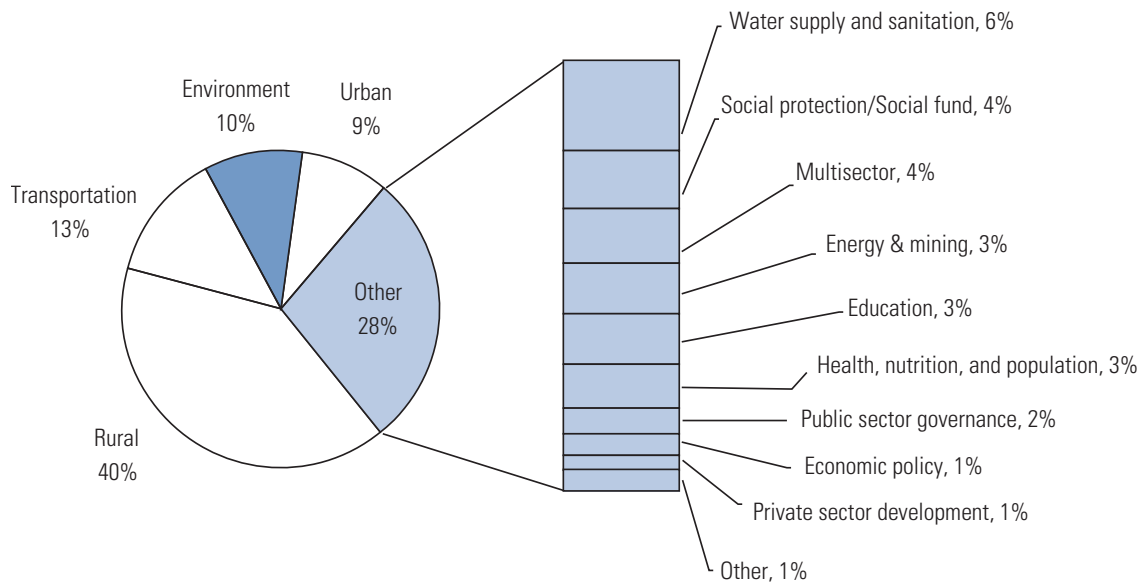 Environment
10%
Urban
9%
Transportation
13%
Other
28%
Rural
40%
Water supply and sanitation, 6%
Social protection/Social fund, 4%
Multisector, 4%
Energy & mining, 3%
Education, 3%
Health, nutrition, and population, 3%
Public sector governance, 2%
Economic policy, 1%
Private sector development, 1%
Other, 1%